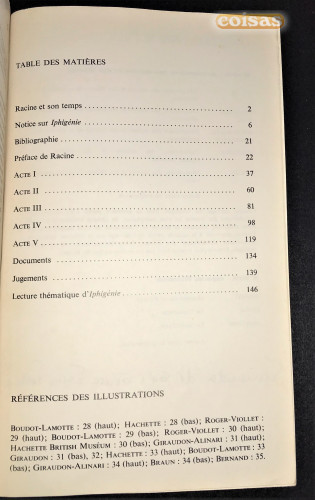 coisas
TABLE DES MATIÈRES
Racine et son temps ........ 2
Notice sur Iphigénie ........ 6
Bibliographie ........ 21
Préface de Racine ........ 22
ACTE I ........ 37
ACTE II ........ 60
ACTE III ........ 81
ACTE IV ........ 98
ACTE V ........ 119
Documents ........ 134
Jugements ........ 139
Lecture thématique d'Iphigénie ........ 146
RÉFÉRENCES DES ILLUSTRATIONS
BOUDOT-LAMOTTE : 28 (haut); HACHETTE : 28 (bas); ROGER-VIOLLET :
29 (haut); BOUDOT-LAMOTTE : 29 (bas); ROGER-VIOLLET : 30 (haut);
HACHETTE BRITISH MUSÉUM : 30 (bas); GIRAUDON-ALINARI : 31 (haut);
GIRAUDON : 31 (bas), 32; HACHETTE : 33 (haut); BOUDOT-LAMOTTE : 33
(bas); GIRAUDON-ALINARI : 34 (haut); BRAUN : 34 (bas); BERNAND : 35.